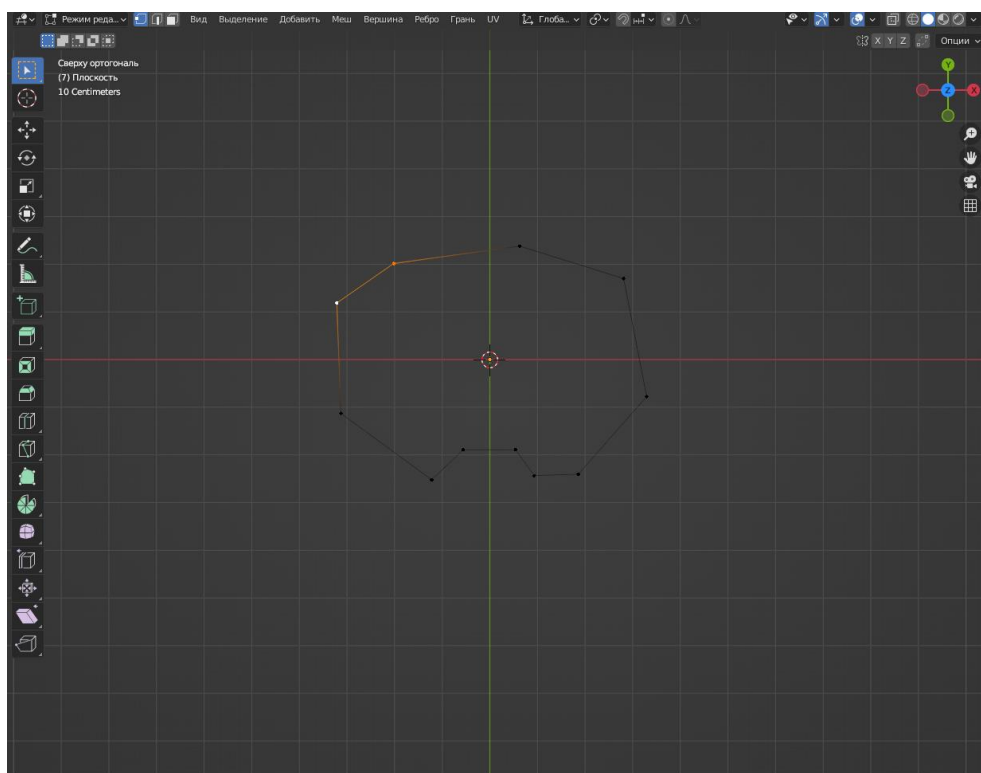 Режим реда... Вид Выделение Добавить Меш Вершина Ребро Грань UV Глоба...
X Y Z Опции
Сверху ортогональ
(7) Плоскость
10 Centimeters
Y
Z X